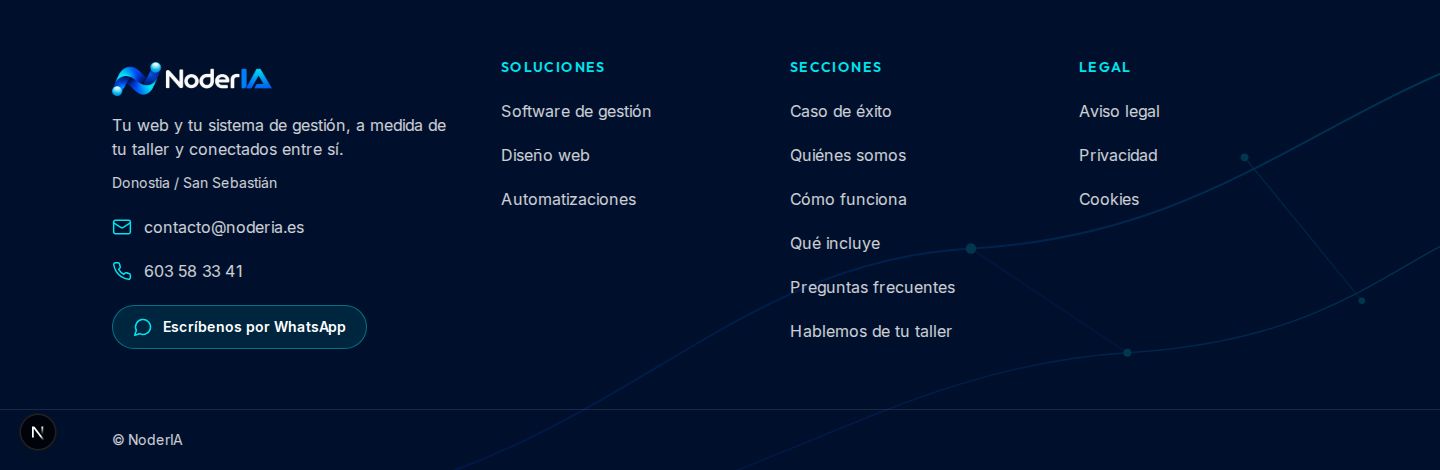 NoderIA
Tu web y tu sistema de gestión, a medida de
tu taller y conectados entre sí.
Donostia / San Sebastián
contacto@noderia.es
603 58 33 41
Escríbenos por WhatsApp
SOLUCIONES
Software de gestión
Diseño web
Automatizaciones
SECCIONES
Caso de éxito
Quiénes somos
Cómo funciona
Qué incluye
Preguntas frecuentes
Hablemos de tu taller
LEGAL
Aviso legal
Privacidad
Cookies
N
© NoderIA